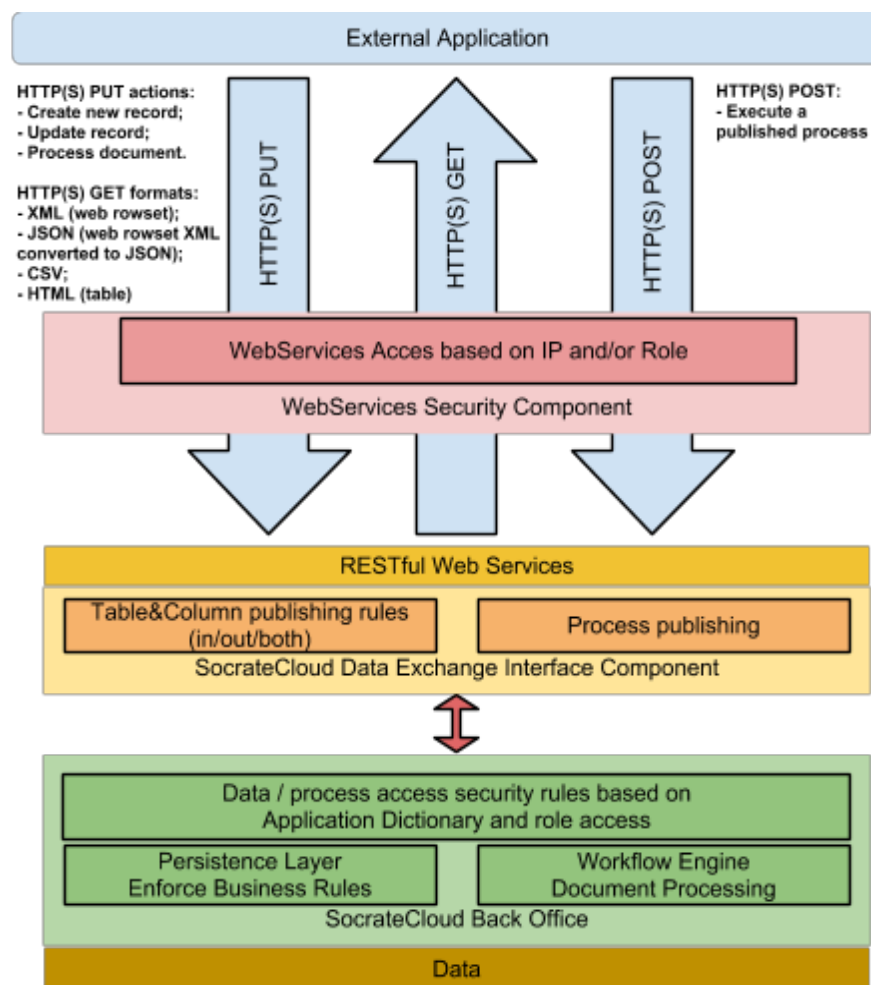 External Application
HTTP(S) PUT actions:
- Create new record;
- Update record;
- Process document.
HTTP(S) GET formats:
- XML (web rowset);
- JSON (web rowset XML
converted to JSON);
- CSV;
- HTML (table)
HTTP(S) PUT
HTTP(S) GET
HTTP(S) POST
HTTP(S) POST:
- Execute a
published process
WebServices Acces based on IP and/or Role
WebServices Security Component
RESTful Web Services
Table&Column publishing rules
(in/out/both)
Process publishing
SocrateCloud Data Exchange Interface Component
Data / process access security rules based on
Application Dictionary and role access
Persistence Layer
Enforce Business Rules
Workflow Engine
Document Processing
SocrateCloud Back Office
Data